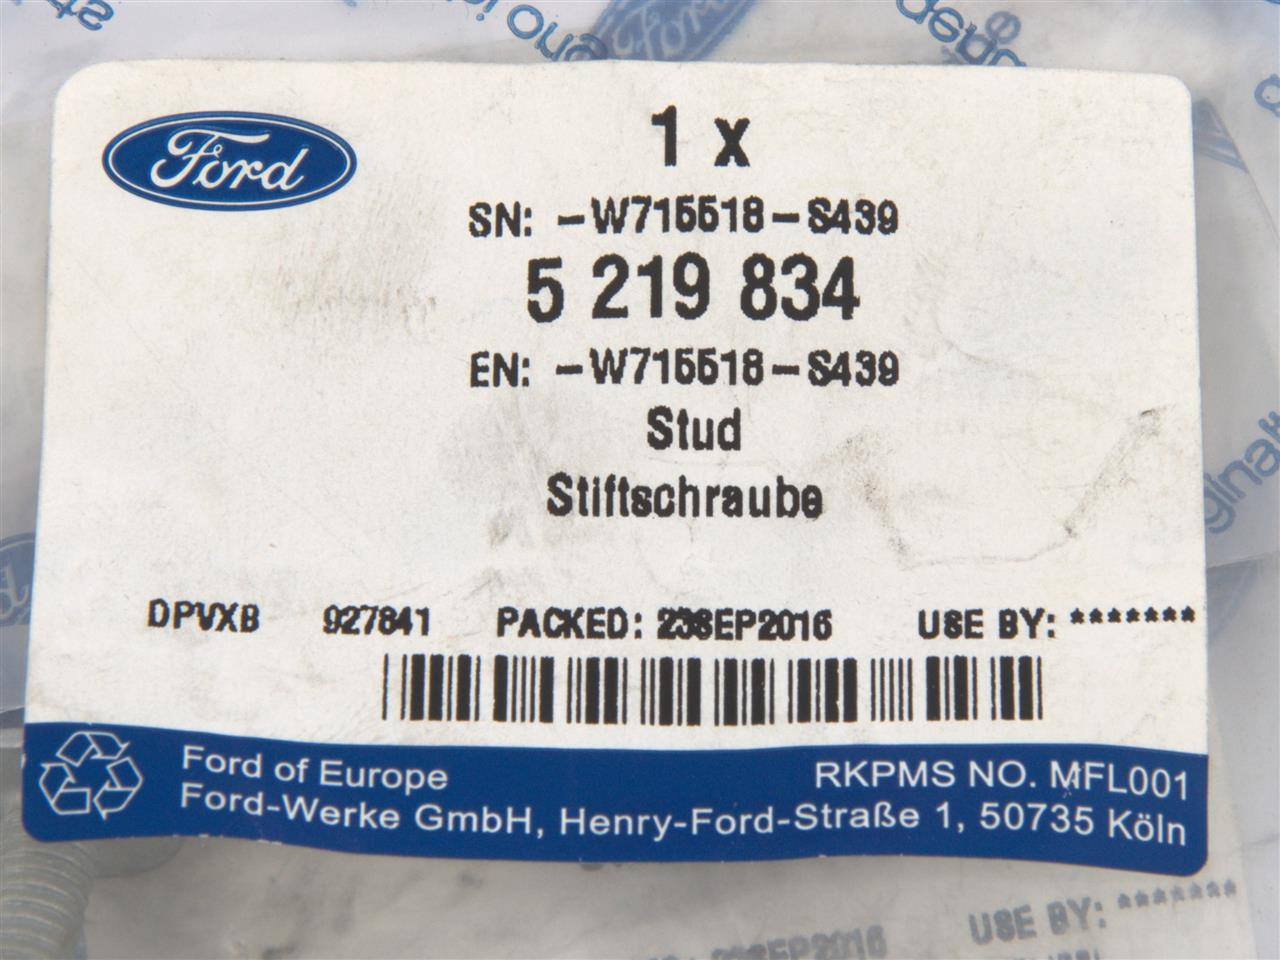 Ford
1 x
SN: -W715518-S439
5 219 834
EN: -W715518-S439
Stud
Stiftschraube
DPVXB 927841 PACKED: 23SEP2016 USE BY: *******
Ford of Europe
RKPMS NO. MFL001
Ford-Werke GmbH, Henry-Ford-Straße 1, 50735 Köln
USE BY: *******
SEP2016